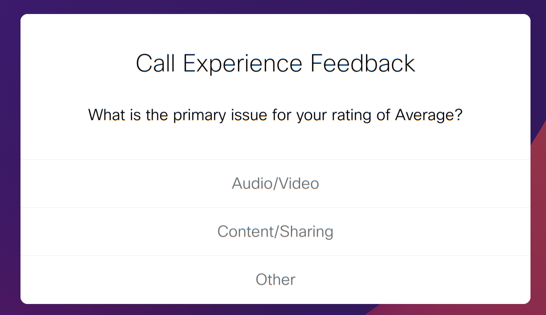 Call Experience Feedback
What is the primary issue for your rating of Average?
Audio/Video
Content/Sharing
Other